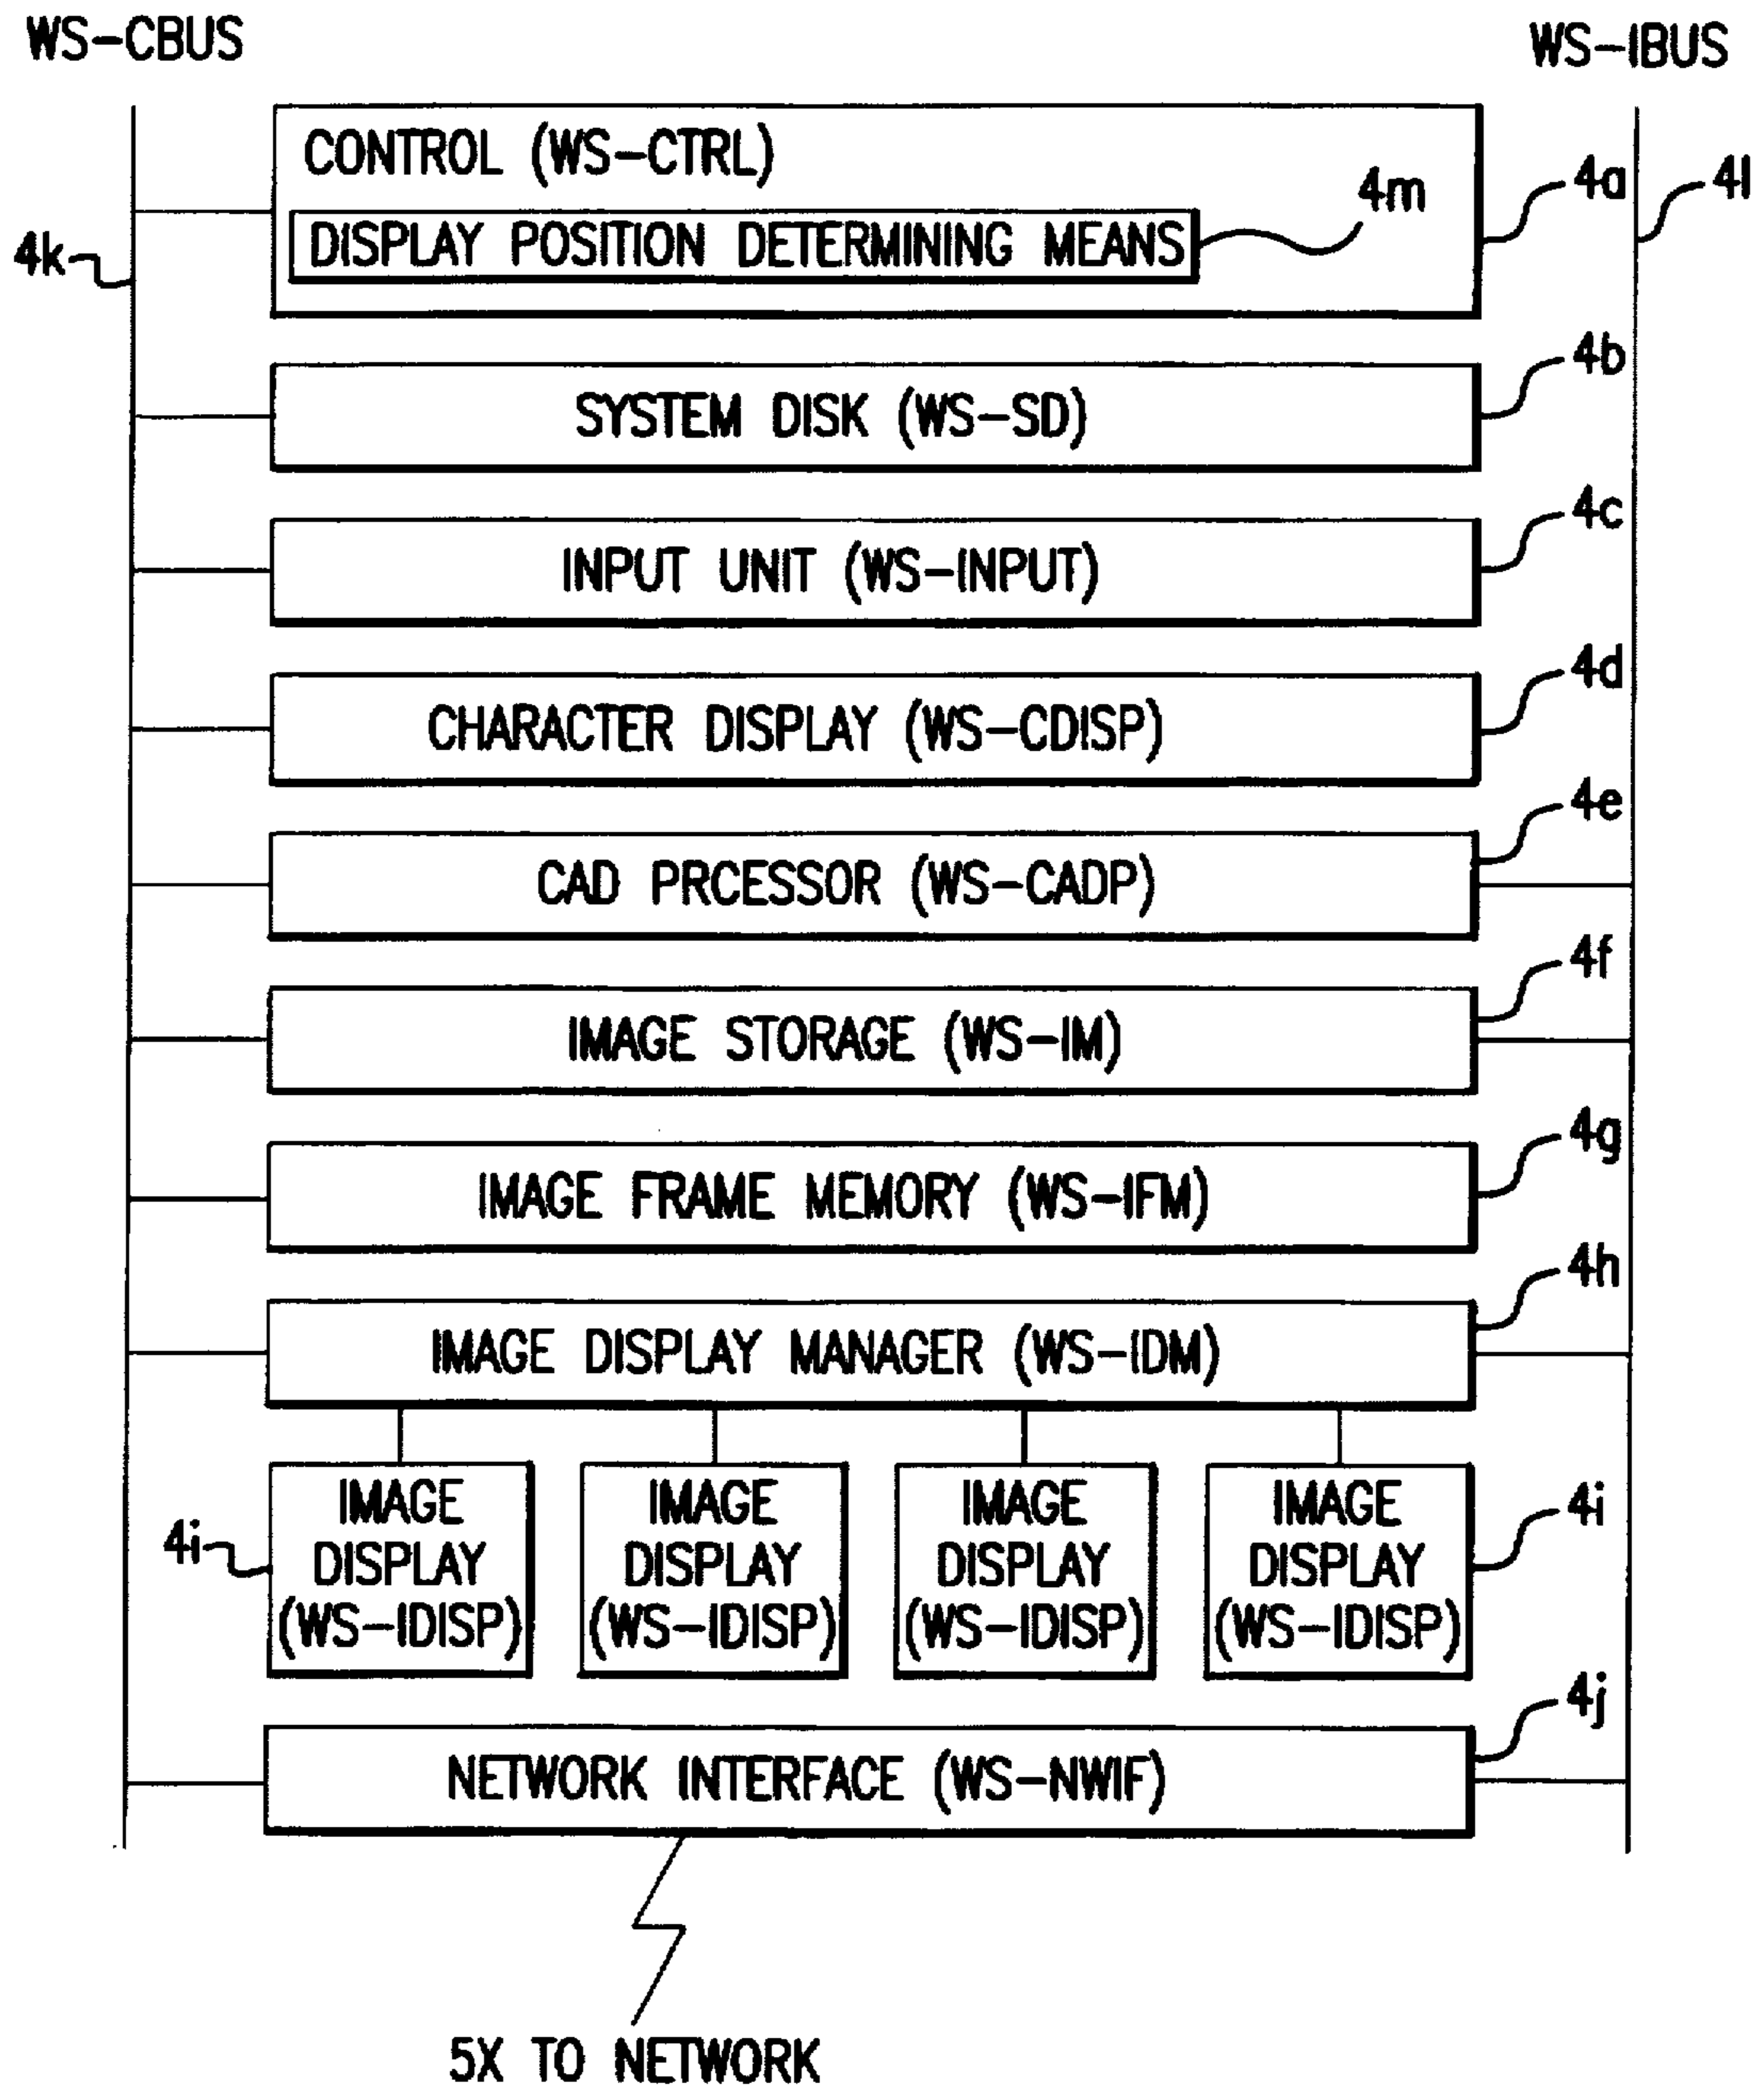 WS-CBUS
WS-IBUS
CONTROL (WS-CTRL)
4m
4a
4l
DISPLAY POSITION DETERMINING MEANS
4k
4b
SYSTEM DISK (WS-SD)
4c
INPUT UNIT (WS-INPUT)
4d
CHARACTER DISPLAY (WS-CDISP)
4e
CAD PRCESSOR (WS-CADP)
4f
IMAGE STORAGE (WS-IM)
4g
IMAGE FRAME MEMORY (WS-IFM)
4h
IMAGE DISPLAY MANAGER (WS-IDM)
4i
IMAGE
DISPLAY
(WS-IDISP)
IMAGE
DISPLAY
(WS-IDISP)
IMAGE
DISPLAY
(WS-IDISP)
IMAGE
DISPLAY
(WS-IDISP)
4i
4j
NETWORK INTERFACE (WS-NWIF)
5X TO NETWORK